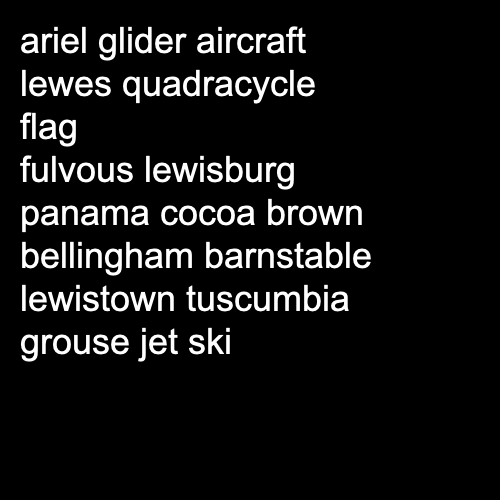 ariel glider aircraft
lewes quadracycle
flag
fulvous lewisburg
panama cocoa brown
bellingham barnstable
lewistown tuscumbia
grouse jet ski